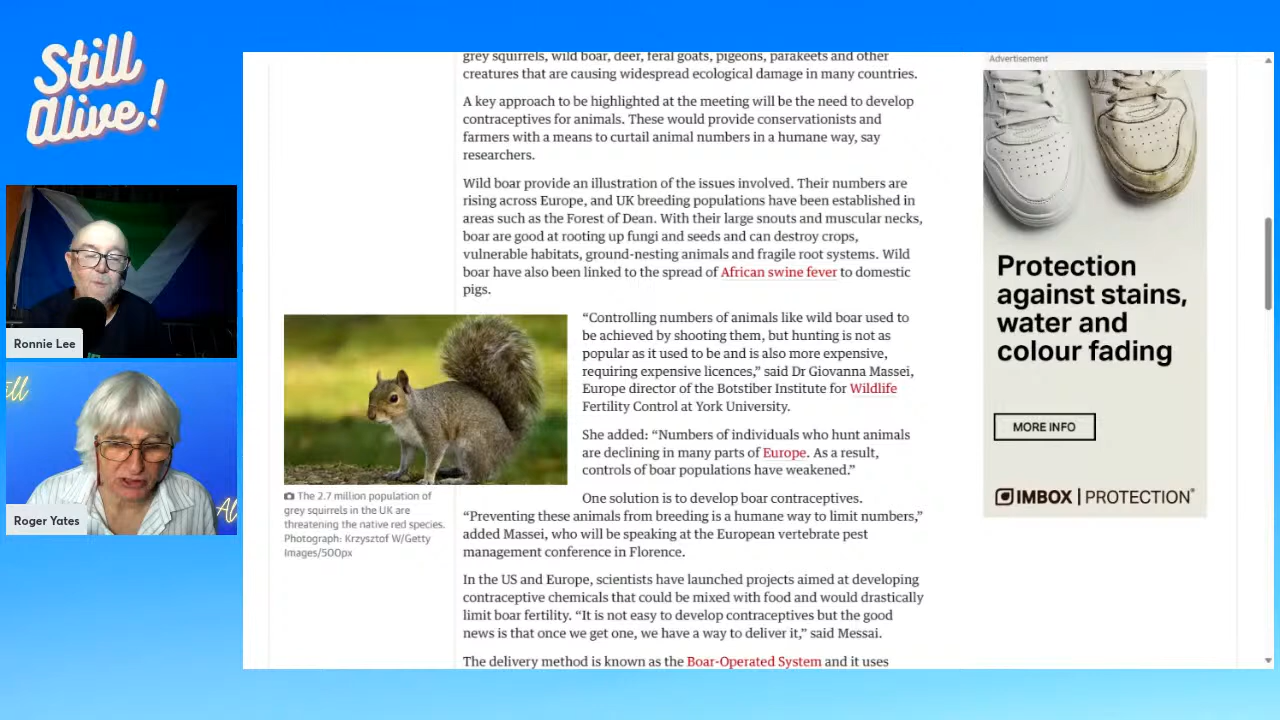 Still
Alive!
Ronnie Lee
ill
Al
Roger Yates
grey squirrels, wild boar, deer, feral goats, pigeons, parakeets and other
creatures that are causing widespread ecological damage in many countries.
A key approach to be highlighted at the meeting will be the need to develop
contraceptives for animals. These would provide conservationists and
farmers with a means to curtail animal numbers in a humane way, say
researchers.
Wild boar provide an illustration of the issues involved. Their numbers are
rising across Europe, and UK breeding populations have been established in
areas such as the Forest of Dean. With their large snouts and muscular necks,
boar are good at rooting up fungi and seeds and can destroy crops,
vulnerable habitats, ground-nesting animals and fragile root systems. Wild
boar have also been linked to the spread of African swine fever to domestic
pigs.
“Controlling numbers of animals like wild boar used to
be achieved by shooting them, but hunting is not as
popular as it used to be and is also more expensive,
requiring expensive licences,” said Dr Giovanna Massei,
Europe director of the Botstiber Institute for Wildlife
Fertility Control at York University.
She added: “Numbers of individuals who hunt animals
are declining in many parts of Europe. As a result,
controls of boar populations have weakened.”
One solution is to develop boar contraceptives.
“Preventing these animals from breeding is a humane way to limit numbers,”
added Massei, who will be speaking at the European vertebrate pest
management conference in Florence.
In the US and Europe, scientists have launched projects aimed at developing
contraceptive chemicals that could be mixed with food and would drastically
limit boar fertility. “It is not easy to develop contraceptives but the good
news is that once we get one, we have a way to deliver it,” said Messai.
The delivery method is known as the Boar-Operated System and it uses
The 2.7 million population of
grey squirrels in the UK are
threatening the native red species.
Photograph: Krzysztof W/Getty
Images/500px
Advertisement
Protection
against stains,
water and
colour fading
MORE INFO
IMBOX | PROTECTION®